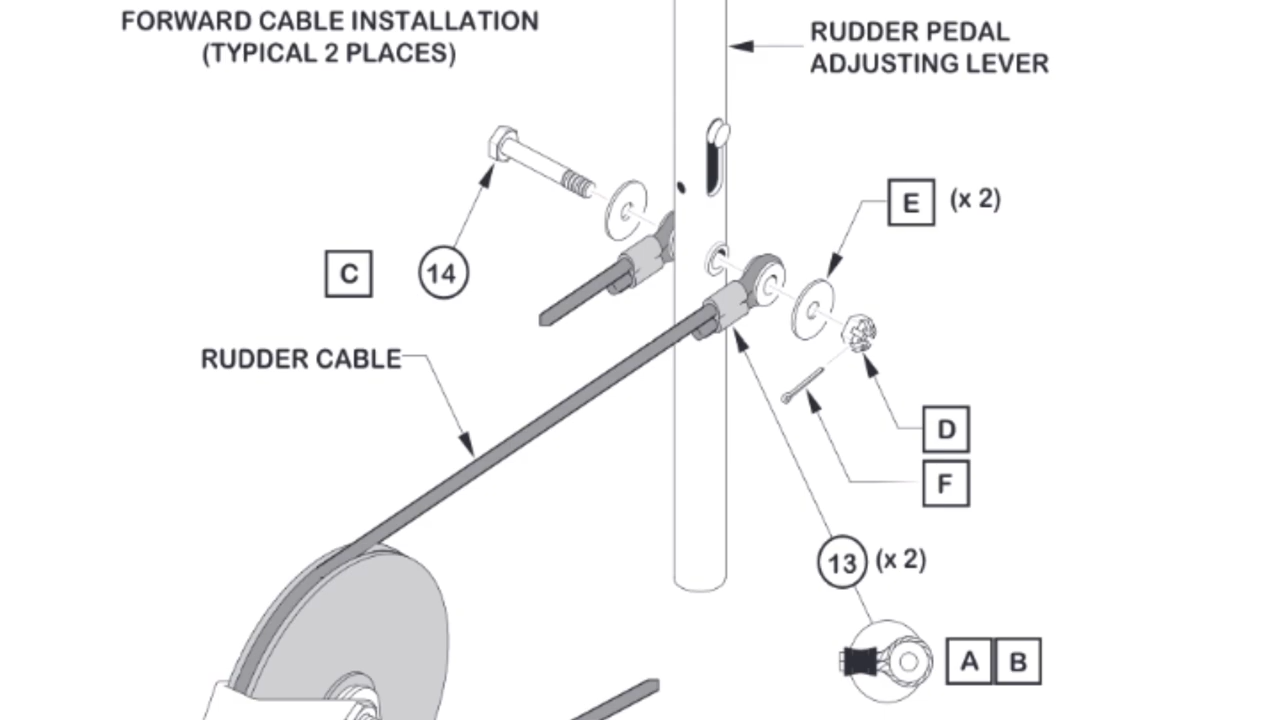 FORWARD CABLE INSTALLATION
(TYPICAL 2 PLACES)
RUDDER PEDAL
ADJUSTING LEVER
E (x 2)
C 14
RUDDER CABLE
D
F
13 (x 2)
A B